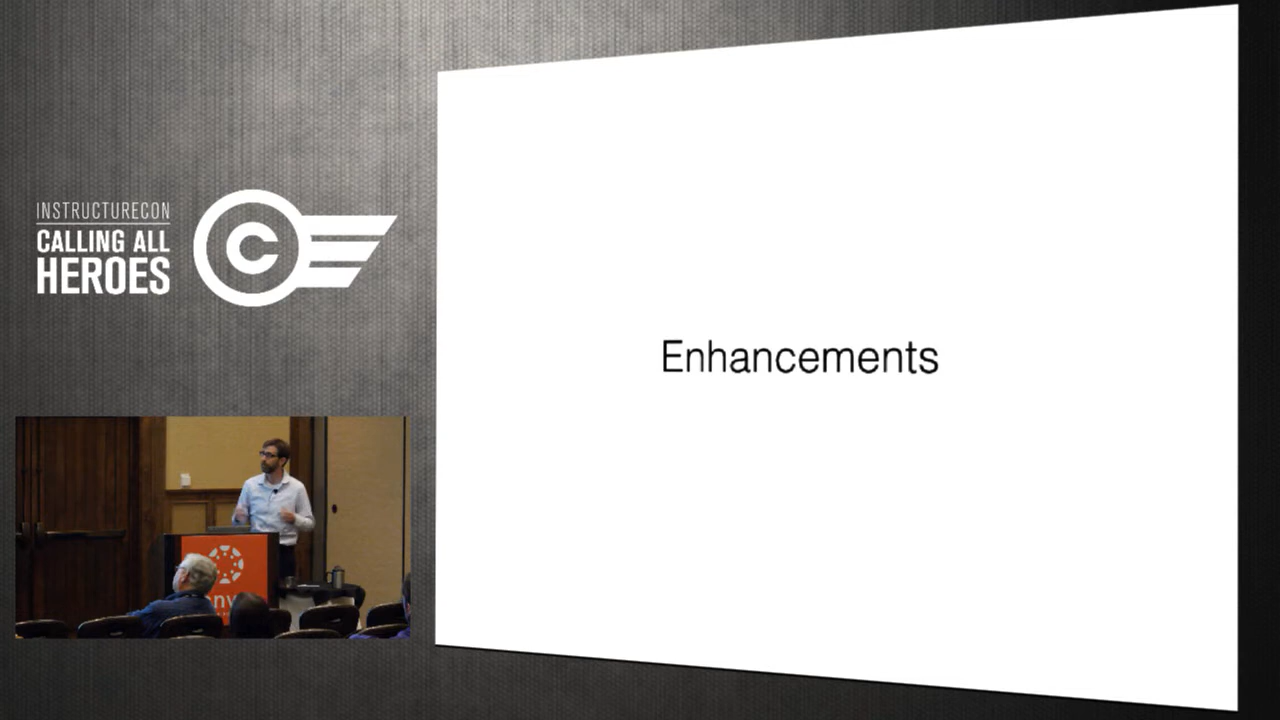 INSTRUCTURECON
CALLING ALL
HEROES
C
Enhancements